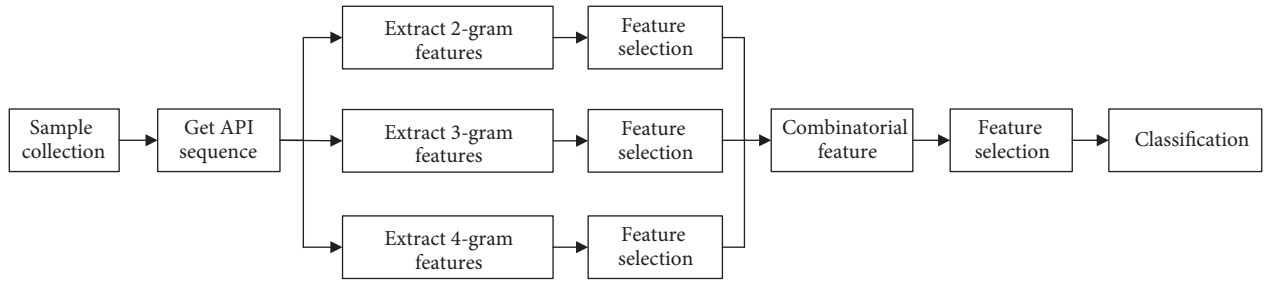 Extract 2-gram
features
Feature
selection
Sample
collection
Get API
sequence
Extract 3-gram
features
Feature
selection
Combinatorial
feature
Feature
selection
Classification
Extract 4-gram
features
Feature
selection